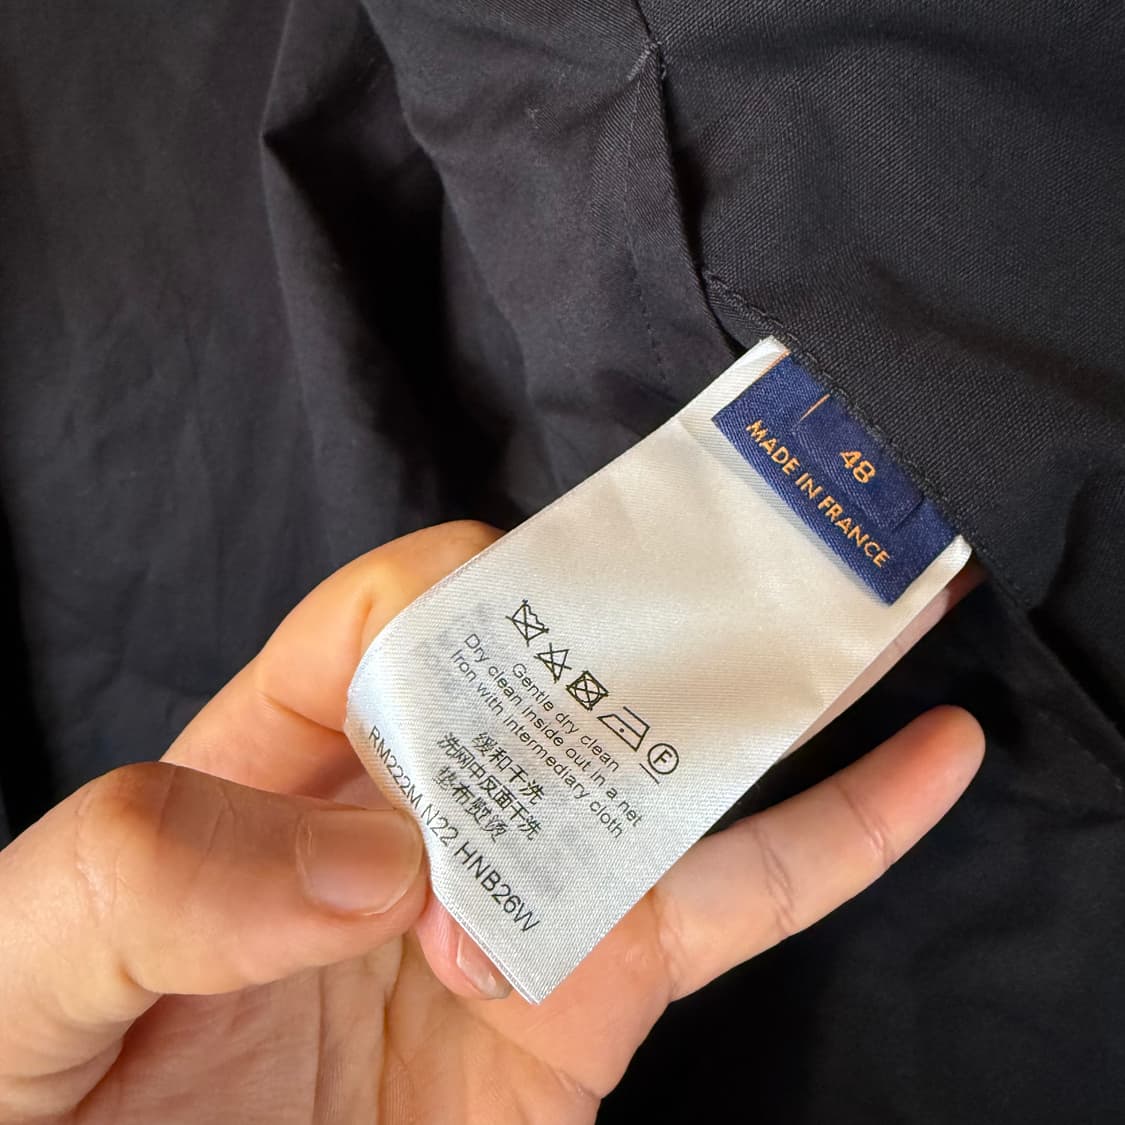 48
MADE IN FRANCE
F
Gentle dry clean
Dry clean inside out in a net
Iron with intermediary cloth
缓和干洗
洗网中反面干洗
垫布熨烫
RM222M N22 HNB26W